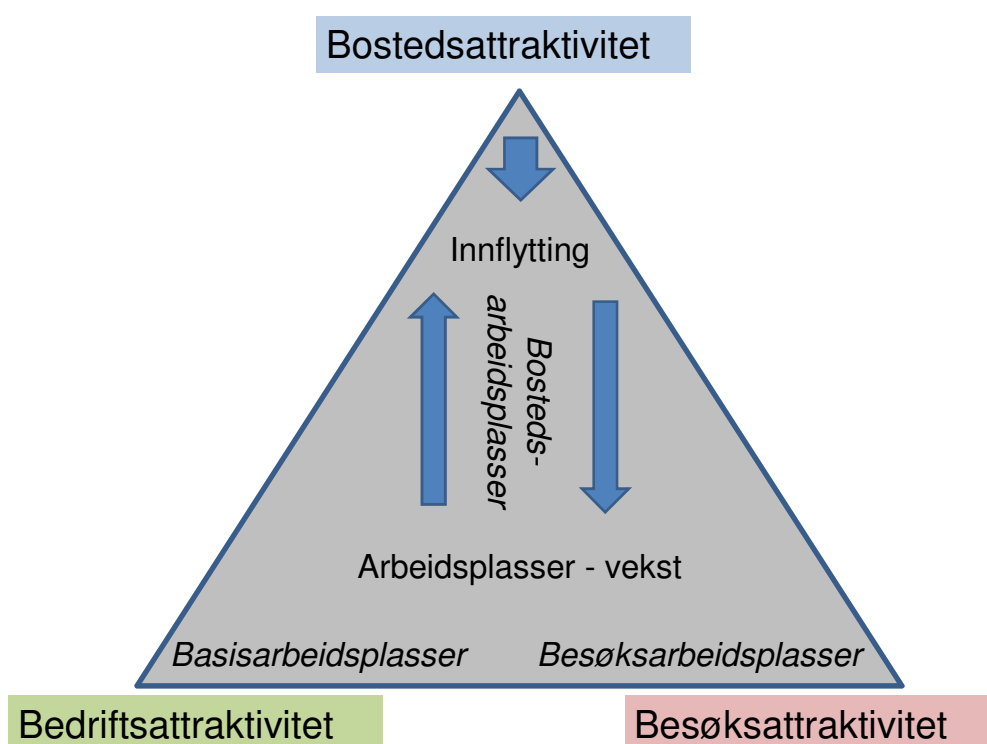 Bostedsattraktivitet
Innflytting
Bosteds-
arbeidsplasser
Arbeidsplasser - vekst
Basisarbeidsplasser
Besøksarbeidsplasser
Bedriftsattraktivitet
Besøksattraktivitet